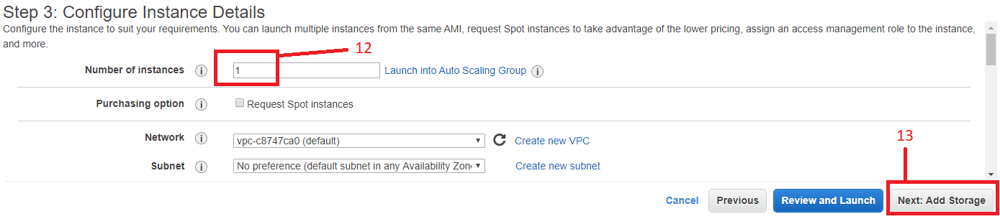 Step 3: Configure Instance Details
Configure the instance to suit your requirements. You can launch multiple instances from the same AMI, request Spot instances to take advantage of the lower pricing, assign an access management role to the instance,
and more.
12
Number of instances i 1 Launch into Auto Scaling Group i
Purchasing option i Request Spot instances
Network i vpc-c8747ca0 (default) Create new VPC
13
Subnet i No preference (default subnet in any Availability Zon Create new subnet
Cancel Previous Review and Launch Next: Add Storage